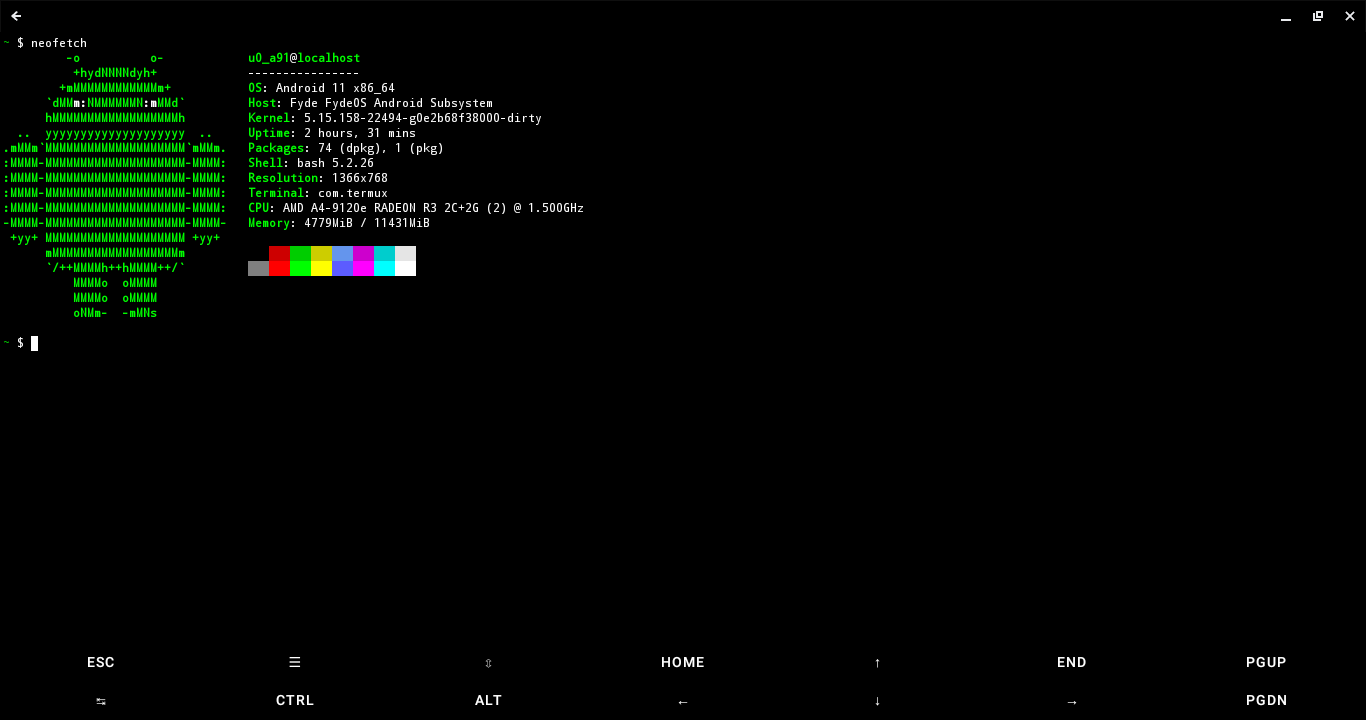 ~ $ neofetch
         -o          o-            u0_a91@localhost
          +hydNNNNdyh+             ----------------
        +mMMMMMMMMMMMMm+           OS: Android 11 x86_64
      `dMMm:NMMMMMMN:mMMd`         Host: Fyde FydeOS Android Subsystem
      hMMMMMMMMMMMMMMMMMMh         Kernel: 5.15.158-22494-g0e2b68f38000-dirty
  ..  yyyyyyyyyyyyyyyyyyyy  ..     Uptime: 2 hours, 31 mins
.mMMm`MMMMMMMMMMMMMMMMMMMM`mMMm.   Packages: 74 (dpkg), 1 (pkg)
:MMMM-MMMMMMMMMMMMMMMMMMMM-MMMM:   Shell: bash 5.2.26
:MMMM-MMMMMMMMMMMMMMMMMMMM-MMMM:   Resolution: 1366x768
:MMMM-MMMMMMMMMMMMMMMMMMMM-MMMM:   Terminal: com.termux
:MMMM-MMMMMMMMMMMMMMMMMMMM-MMMM:   CPU: AMD A4-9120e RADEON R3 2C+2G (2) @ 1.500GHz
-MMMM-MMMMMMMMMMMMMMMMMMMM-MMMM-   Memory: 4779MiB / 11431MiB
 +yy+ MMMMMMMMMMMMMMMMMMMM +yy+
      mMMMMMMMMMMMMMMMMMMm
      `/++MMMMh++hMMMM++/`
          MMMMo  oMMMM
          MMMMo  oMMMM
          oNMm-  -mMNs
~ $
ESC ☰ ⇳ HOME ↑ END PGUP
↹ CTRL ALT ← ↓ → PGDN